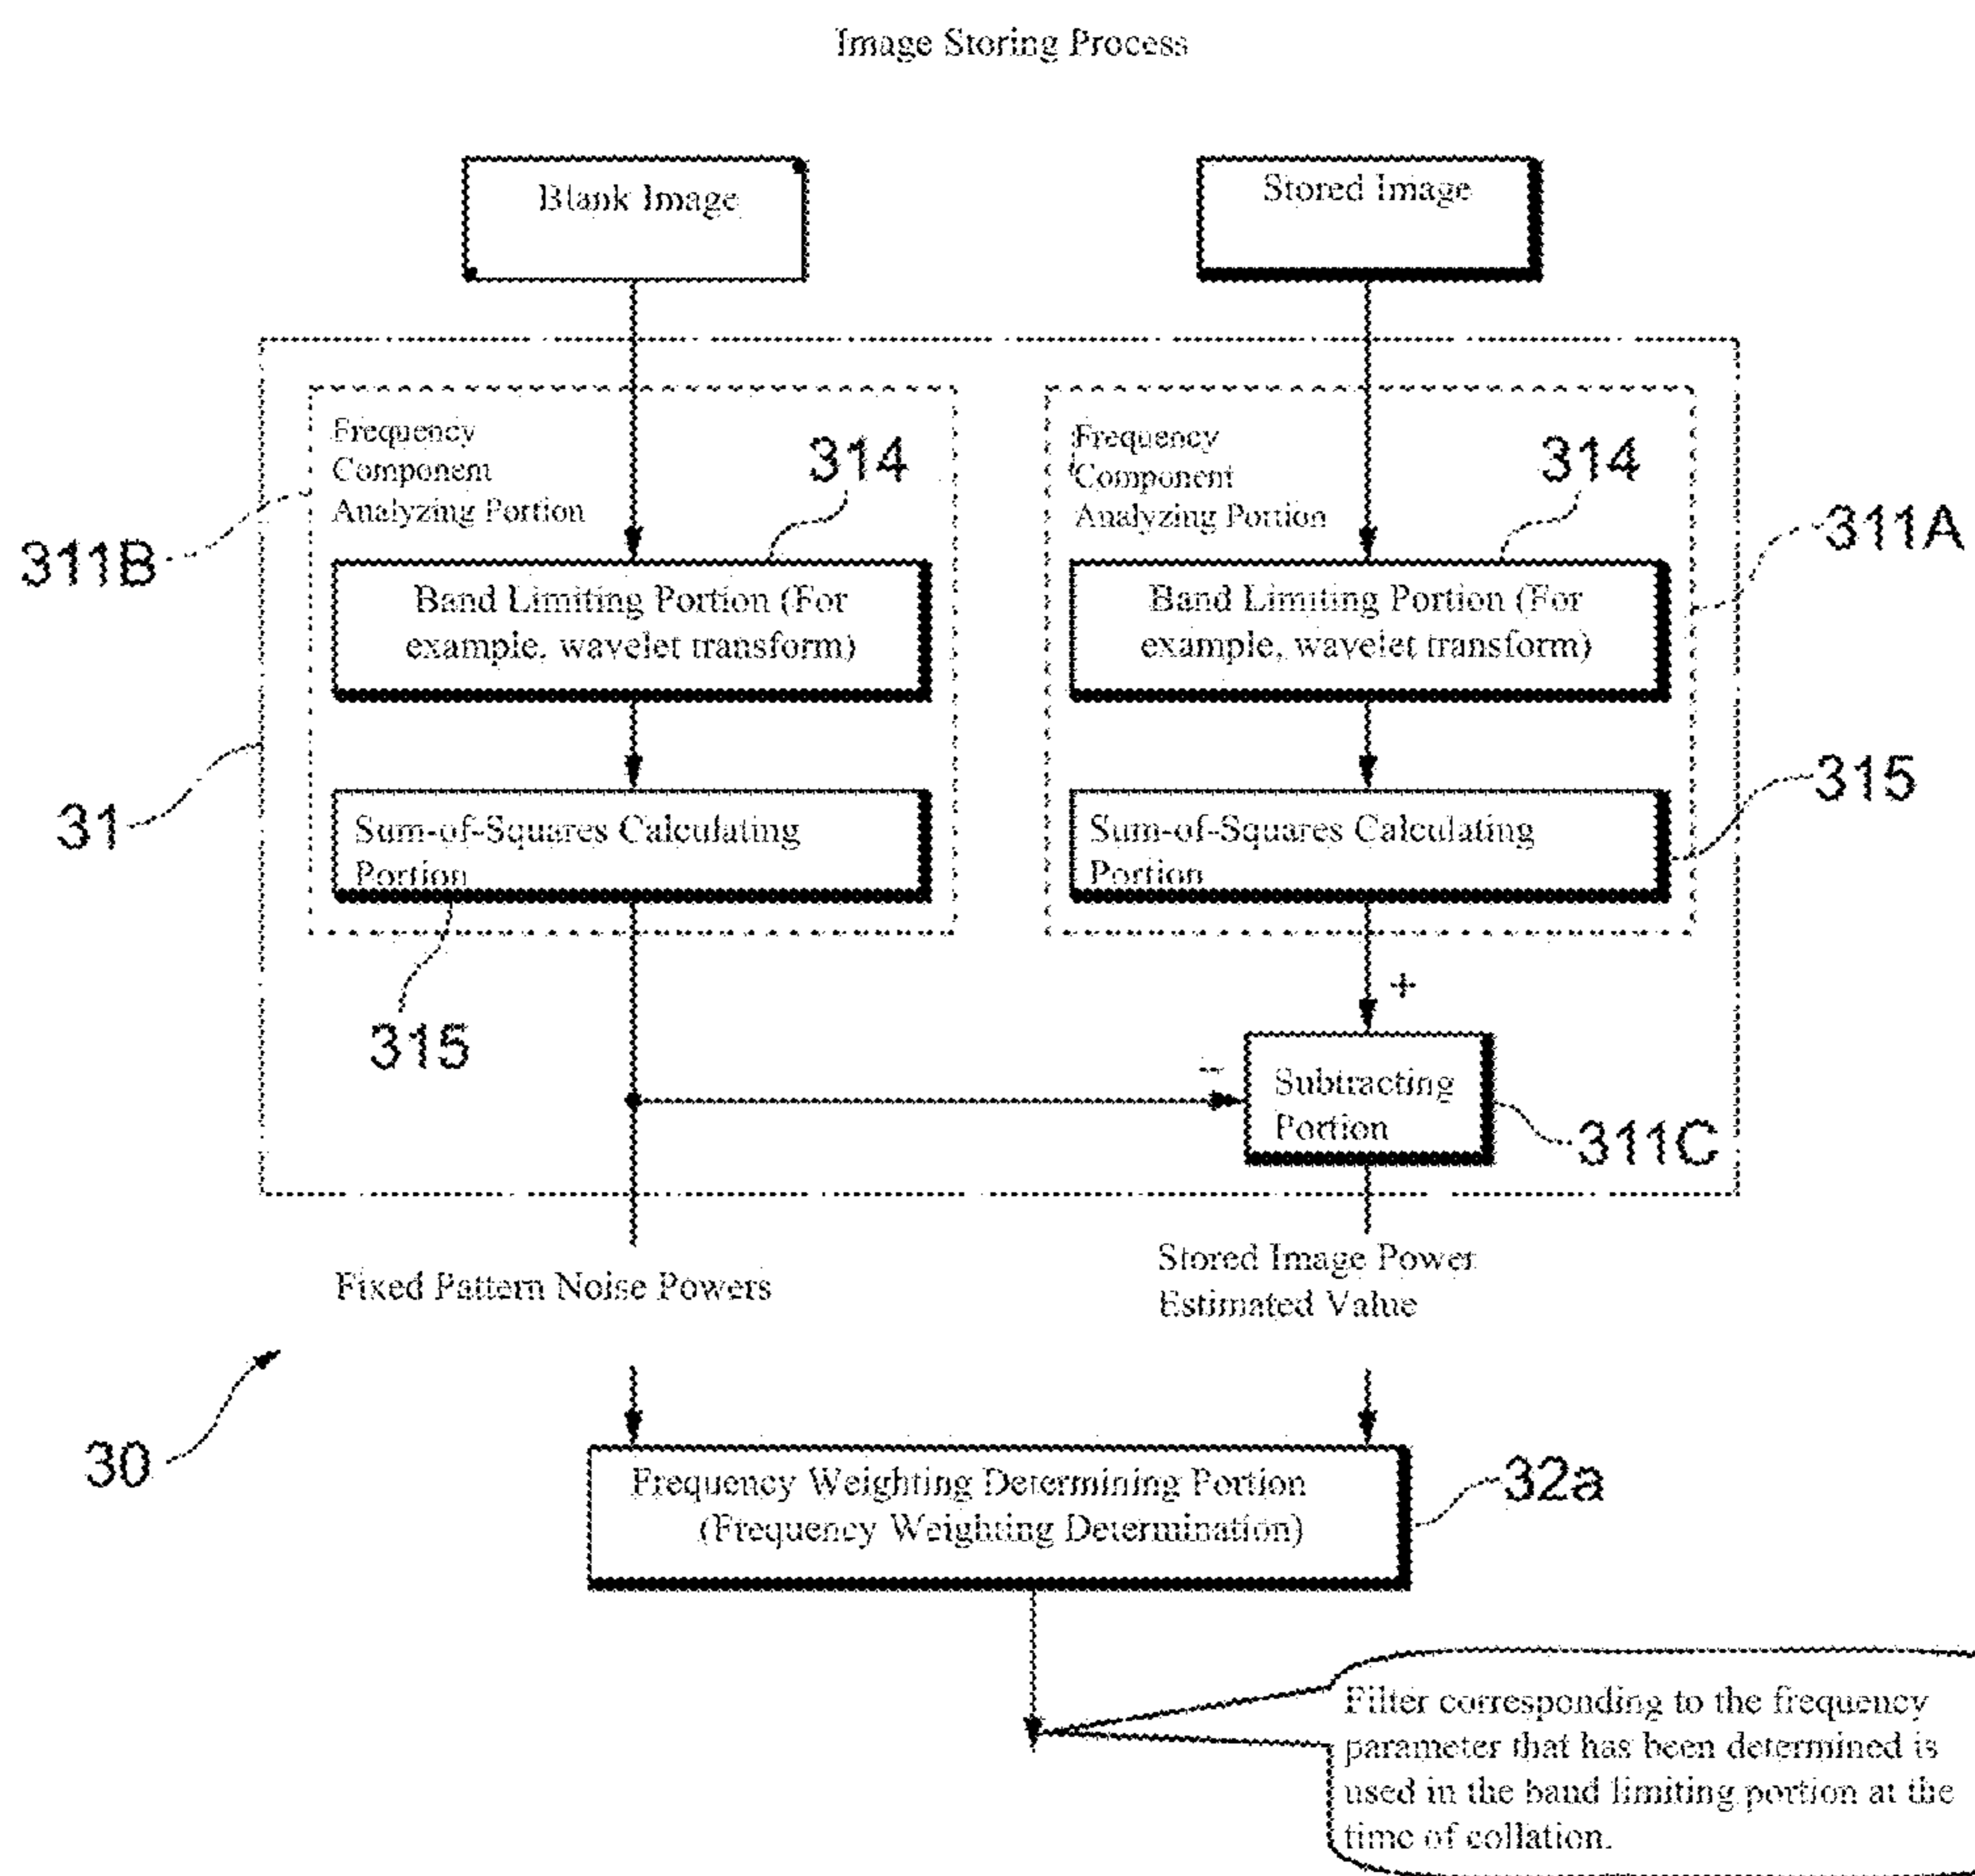 Image Storing Process
Blank Image
Stored Image
Frequency
Component
Analyzing Portion
314
311B
Frequency
Component
Analyzing Portion
314
311A
Band Limiting Portion (For
example, wavelet transform)
Band Limiting Portion (For
example, wavelet transform)
31
Sum-of-Squares Calculating
Portion
315
Sum-of-Squares Calculating
Portion
315
+
-
Subtracting
Portion
311C
Fixed Pattern Noise Powers
Stored Image Power
Estimated Value
30
Frequency Weighting Determining Portion
(Frequency Weighting Determination)
32a
Filter corresponding to the frequency
parameter that has been determined is
used in the band limiting portion at the
time of collation.